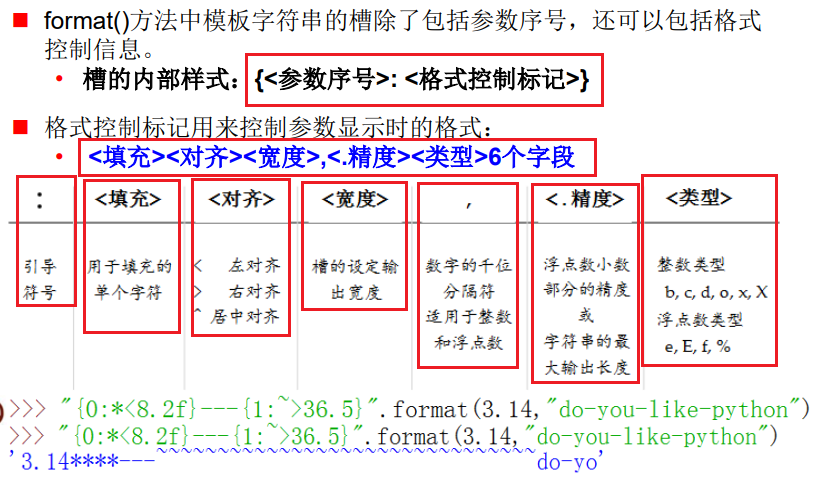 format()方法中模板字符串的槽除了包括参数序号，还可以包括格式
控制信息。
• 槽的内部样式：{<参数序号>: <格式控制标记>}
格式控制标记用来控制参数显示时的格式：
• <填充><对齐><宽度>,<.精度><类型>6个字段
: <填充> <对齐> <宽度> , <.精度> <类型>
引导
符号
用于填充的
单个字符
< 左对齐
> 右对齐
^ 居中对齐
槽的设定输
出宽度
数字的千位
分隔符
适用于整数
和浮点数
浮点数小数
部分的精度
或
字符串的最
大输出长度
整数类型
b, c, d, o, x, X
浮点数类型
e, E, f, %
>>> "{0:*<8.2f}---{1:~>36.5}".format(3.14,"do-you-like-python")
>>> "{0:*<8.2f}---{1:~>36.5}".format(3.14,"do-you-like-python")
'3.14****---~~~~~~~~~~~~~~~~~~~~~~~~~~~~~~~do-yo'